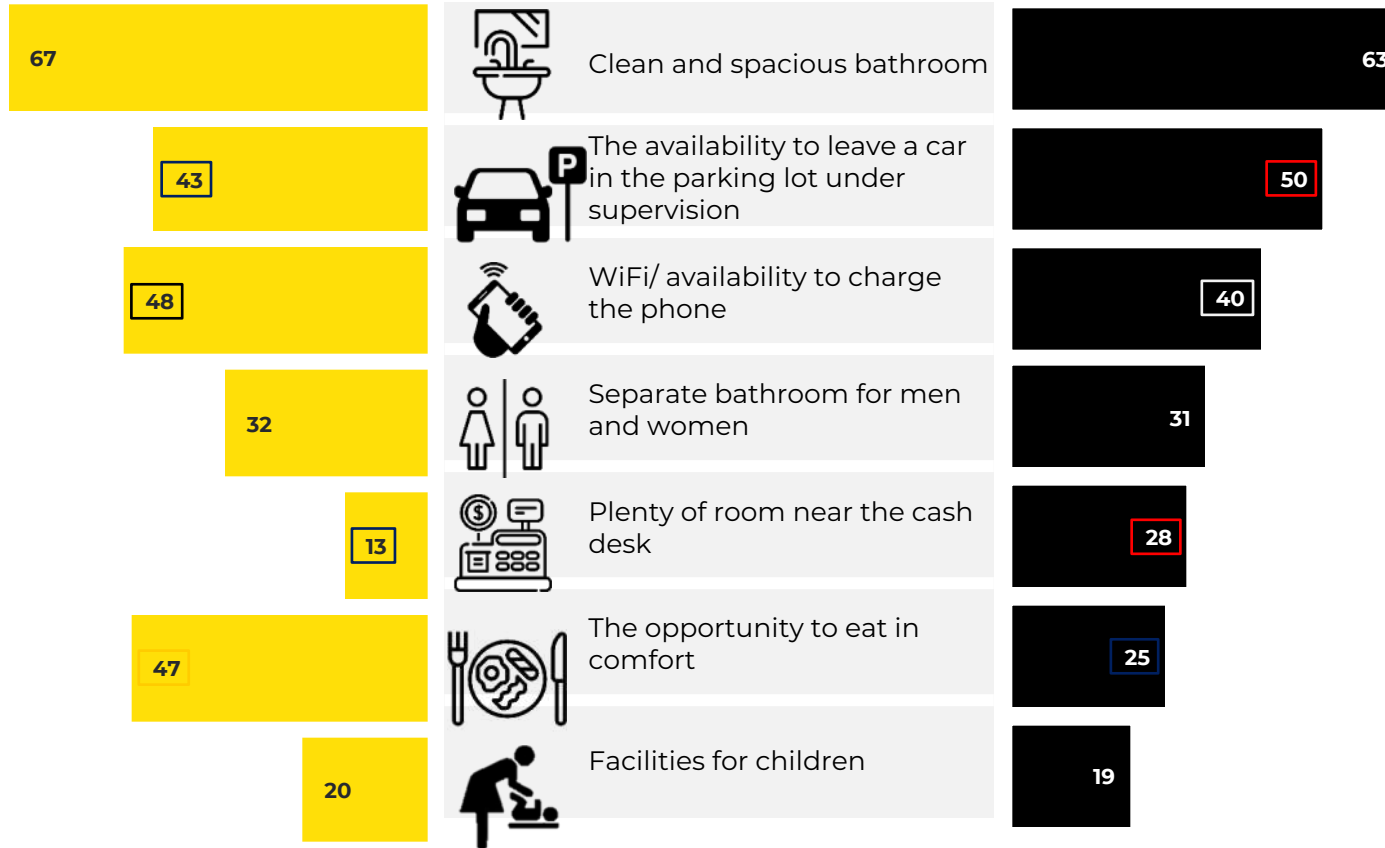 67
Clean and spacious bathroom
63
43
P
The availability to leave a car
in the parking lot under
supervision
50
48
WiFi/ availability to charge
the phone
40
32
Separate bathroom for men
and women
31
13
$
Plenty of room near the cash
desk
28
47
The opportunity to eat in
comfort
25
20
Facilities for children
19